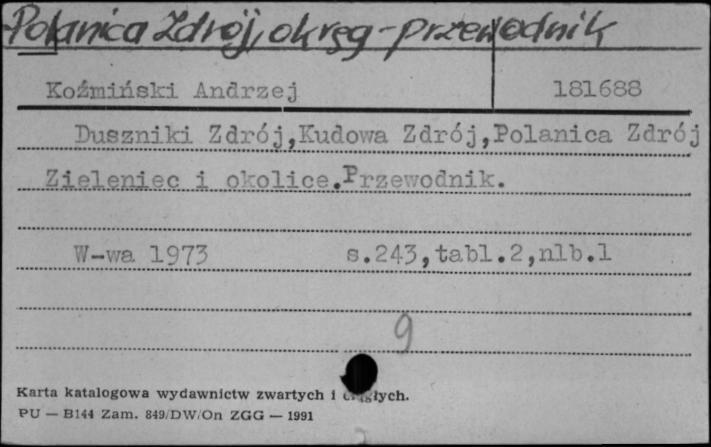 Polanica Zdrój, okręg - przewodnik
Koźmiński Andrzej 181688
Duszniki Zdrój,Kudowa Zdrój,Polanica Zdrój
Zieleniec i okolice.Przewodnik.
W-wa 1973 s.243,tabl.2,nlb.1
9
Karta katalogowa wydawnictw zwartych i ciągłych.
PU — B144 Zam. 849/DW/On ZGG — 1991